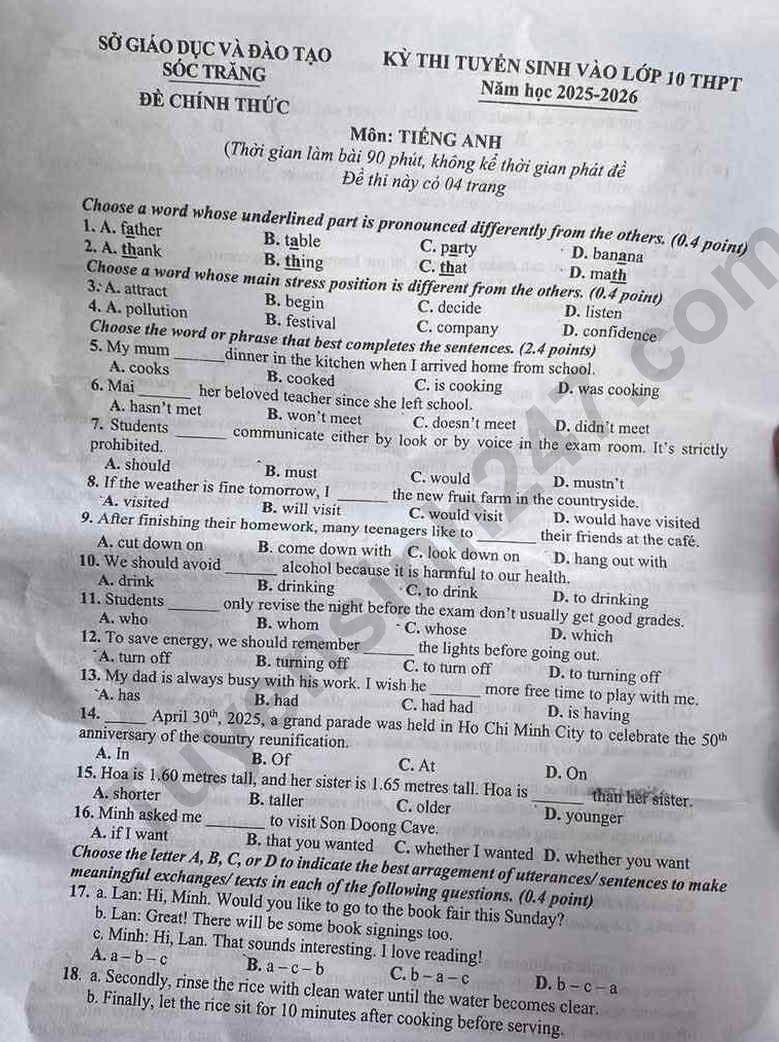 SỞ GIÁO DỤC VÀ ĐÀO TẠO
SÓC TRĂNG
ĐỀ CHÍNH THỨC
KỲ THI TUYỂN SINH VÀO LỚP 10 THPT
Năm học 2025-2026
Môn: TIẾNG ANH
(Thời gian làm bài 90 phút, không kể thời gian phát đề
Đề thi này có 04 trang
Choose a word whose underlined part is pronounced differently from the others. (0.4 point)
1. A. father B. table C. party D. banana
2. A. thank B. thing C. that D. math
Choose a word whose main stress position is different from the others. (0.4 point)
3. A. attract B. begin C. decide D. listen
4. A. pollution B. festival C. company D. confidence
Choose the word or phrase that best completes the sentences. (2.4 points)
5. My mum ______ dinner in the kitchen when I arrived home from school.
A. cooks B. cooked C. is cooking D. was cooking
6. Mai ______ her beloved teacher since she left school.
A. hasn't met B. won't meet C. doesn't meet D. didn't meet
7. Students ______ communicate either by look or by voice in the exam room. It's strictly
prohibited.
A. should B. must C. would D. mustn't
8. If the weather is fine tomorrow, I ______ the new fruit farm in the countryside.
A. visited B. will visit C. would visit D. would have visited
9. After finishing their homework, many teenagers like to ______ their friends at the café.
A. cut down on B. come down with C. look down on D. hang out with
10. We should avoid ______ alcohol because it is harmful to our health.
A. drink B. drinking C. to drink D. to drinking
11. Students ______ only revise the night before the exam don't usually get good grades.
A. who B. whom C. whose D. which
12. To save energy, we should remember ______ the lights before going out.
A. turn off B. turning off C. to turn off D. to turning off
13. My dad is always busy with his work. I wish he ______ more free time to play with me.
A. has B. had C. had had D. is having
14. _____ April 30th, 2025, a grand parade was held in Ho Chi Minh City to celebrate the 50th
anniversary of the country reunification.
A. In B. Of C. At D. On
15. Hoa is 1.60 metres tall, and her sister is 1.65 metres tall. Hoa is ______ than her sister.
A. shorter B. taller C. older D. younger
16. Minh asked me ______ to visit Son Doong Cave.
A. if I want B. that you wanted C. whether I wanted D. whether you want
Choose the letter A, B, C, or D to indicate the best arragement of utterances/ sentences to make
meaningful exchanges/ texts in each of the following questions. (0.4 point)
17. a. Lan: Hi, Minh. Would you like to go to the book fair this Sunday?
b. Lan: Great! There will be some book signings too.
c. Minh: Hi, Lan. That sounds interesting. I love reading!
A. a – b – c B. a – c – b C. b – a – c D. b – c – a
18. a. Secondly, rinse the rice with clean water until the water becomes clear.
b. Finally, let the rice sit for 10 minutes after cooking before serving.
Tuyensinh247.com